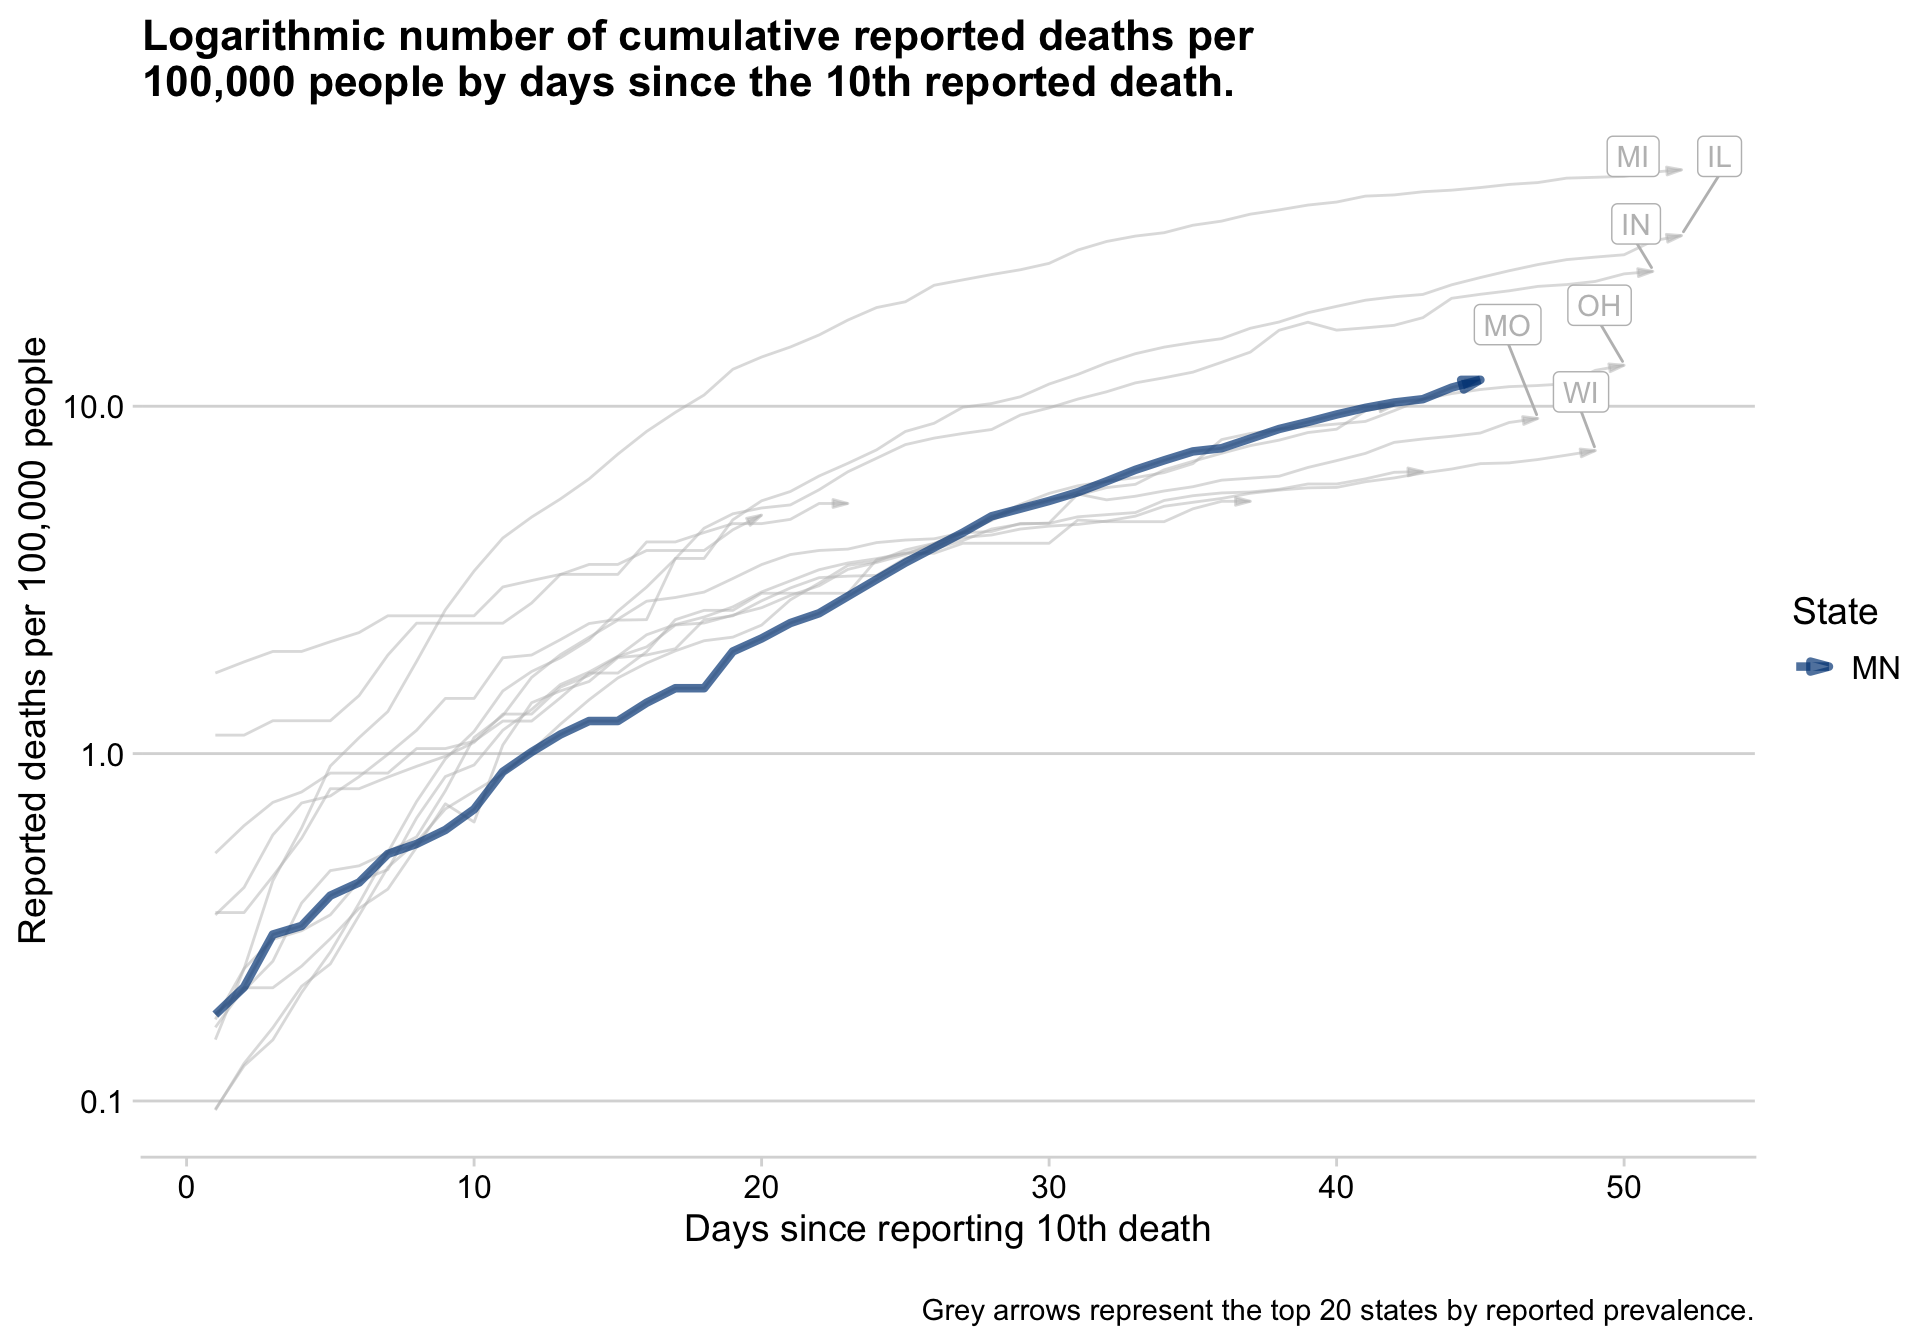 Logarithmic number of cumulative reported deaths per
100,000 people by days since the 10th reported death.
MI
IL
IN
OH
MO
WI
Reported deaths per 100,000 people
10.0
1.0
0.1
State
MN
0
10
20
30
40
50
Days since reporting 10th death
Grey arrows represent the top 20 states by reported prevalence.